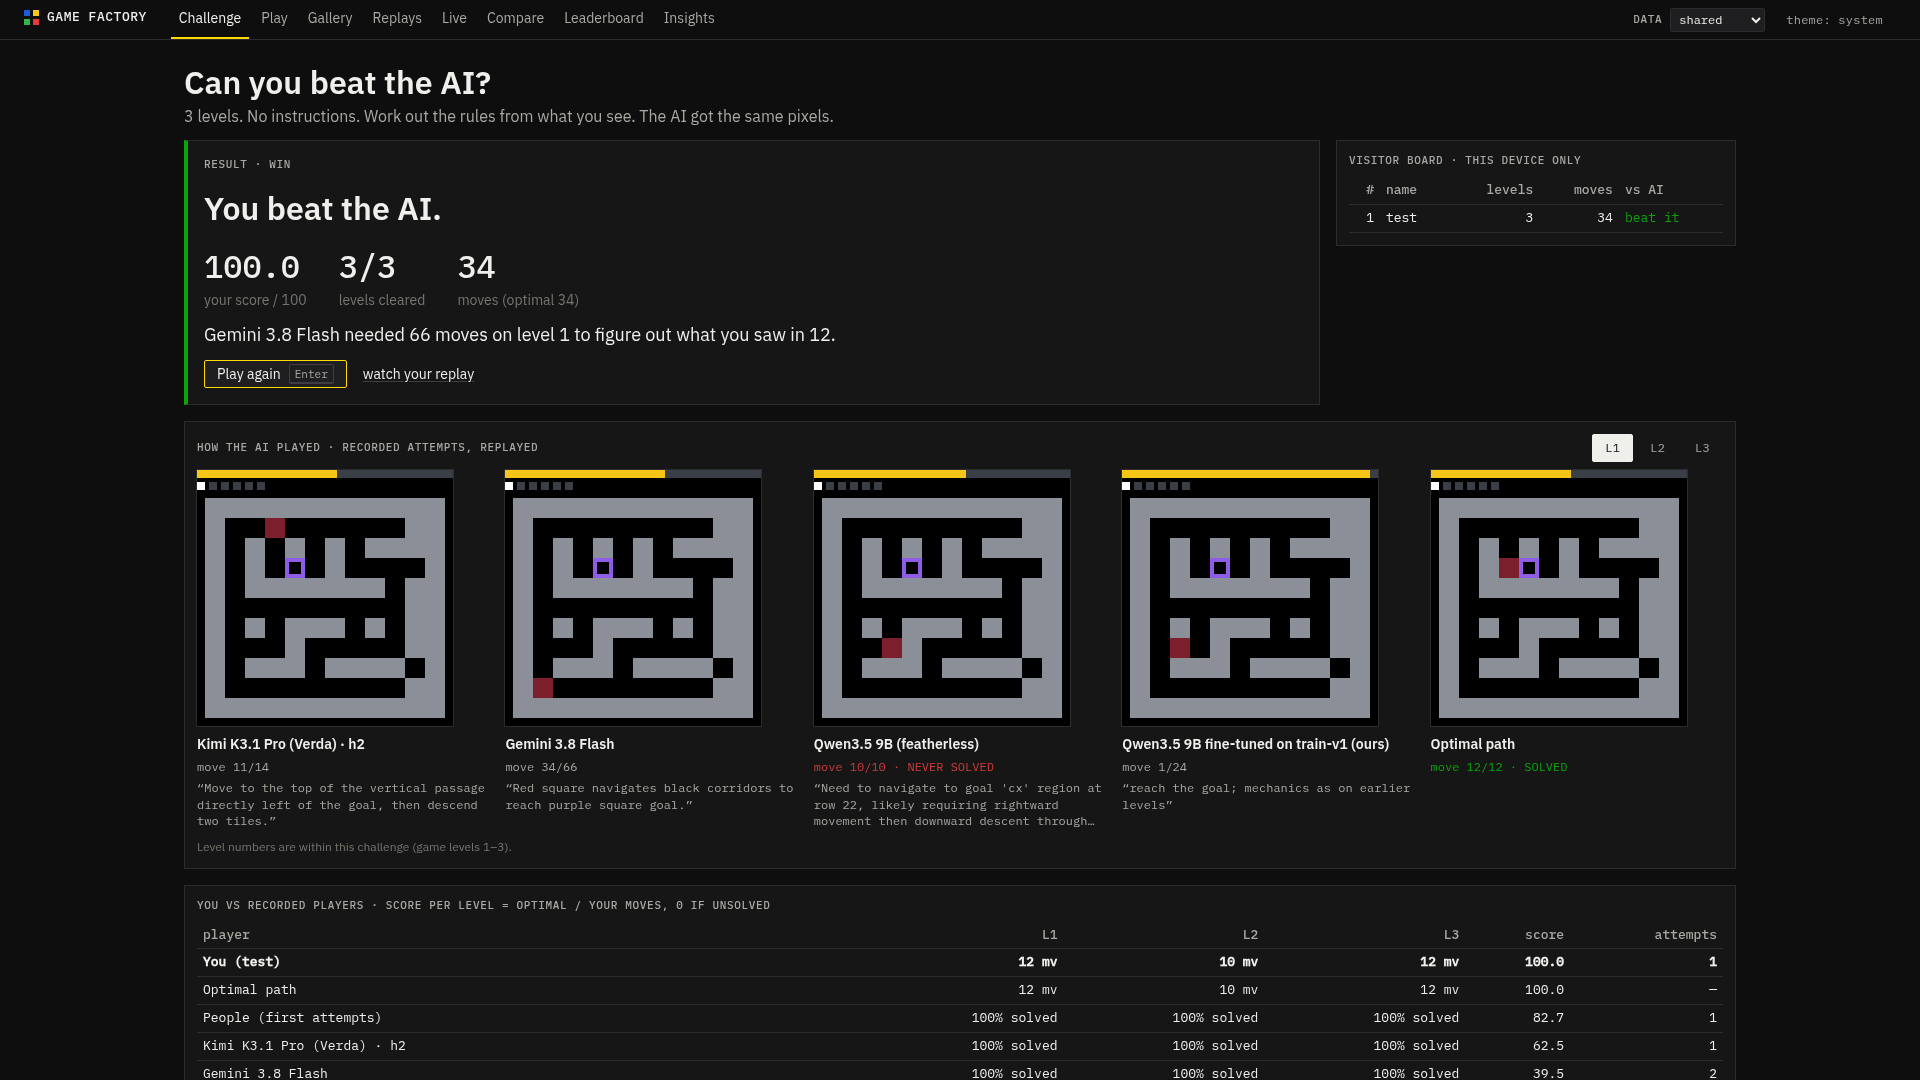 GAME FACTORY Challenge Play Gallery Replays Live Compare Leaderboard Insights DATA shared theme: system
Can you beat the AI?
3 levels. No instructions. Work out the rules from what you see. The AI got the same pixels.
RESULT · WIN
You beat the AI.
100.0 3/3 34
your score / 100 levels cleared moves (optimal 34)
Gemini 3.8 Flash needed 66 moves on level 1 to figure out what you saw in 12.
Play again Enter watch your replay
VISITOR BOARD · THIS DEVICE ONLY
# name levels moves vs AI
1 test 3 34 beat it
HOW THE AI PLAYED · RECORDED ATTEMPTS, REPLAYED L1 L2 L3
Kimi K3.1 Pro (Verda) · h2
move 11/14
“Move to the top of the vertical passage
directly left of the goal, then descend
two tiles.”
Gemini 3.8 Flash
move 34/66
“Red square navigates black corridors to
reach purple square goal.”
Qwen3.5 9B (featherless)
move 10/10 · NEVER SOLVED
“Need to navigate to goal 'cx' region at
row 22, likely requiring rightward
movement then downward descent through…
Qwen3.5 9B fine-tuned on train-v1 (ours)
move 1/24
“reach the goal; mechanics as on earlier
levels”
Optimal path
move 12/12 · SOLVED
Level numbers are within this challenge (game levels 1–3).
YOU VS RECORDED PLAYERS · SCORE PER LEVEL = OPTIMAL / YOUR MOVES, 0 IF UNSOLVED
player L1 L2 L3 score attempts
You (test) 12 mv 10 mv 12 mv 100.0 1
Optimal path 12 mv 10 mv 12 mv 100.0 —
People (first attempts) 100% solved 100% solved 100% solved 82.7 1
Kimi K3.1 Pro (Verda) · h2 100% solved 100% solved 100% solved 62.5 1
Gemini 3.8 Flash 100% solved 100% solved 100% solved 39.5 2